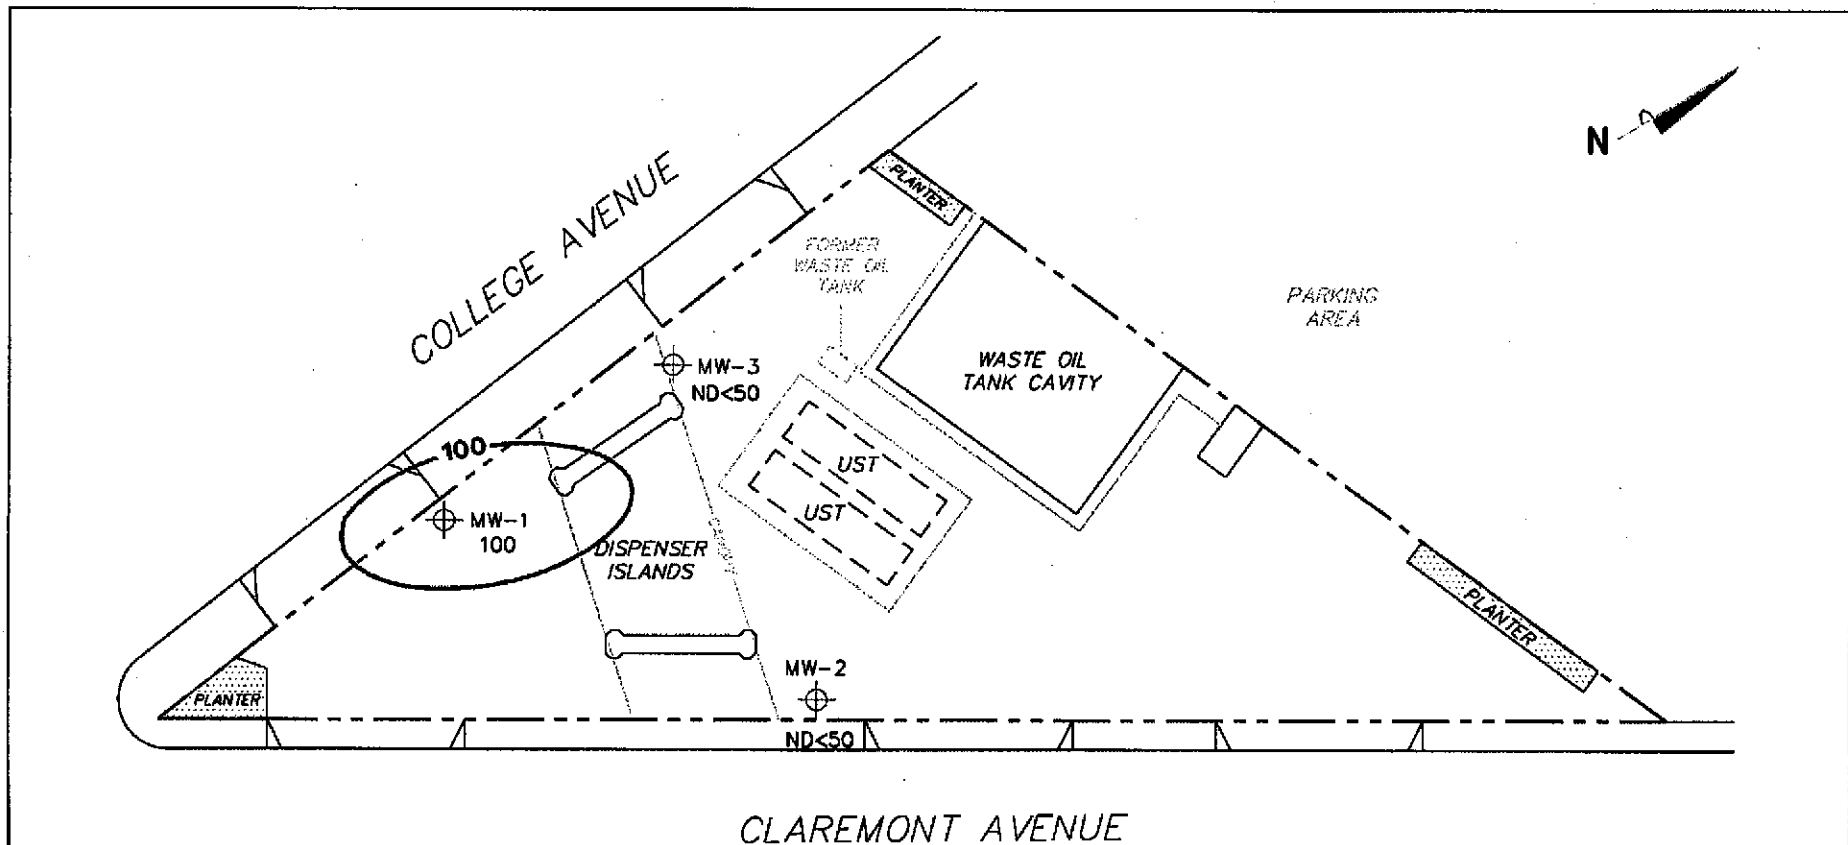 COLLEGE AVENUE
N
PLANTER
FORMER
WASTE OIL
TANK
PARKING
AREA
WASTE OIL
TANK CAVITY
MW-3
ND<50
100
UST
UST
MW-1
100
DISPENSER
ISLANDS
PLANTER
MW-2
PLANTER
ND<50
CLAREMONT AVENUE